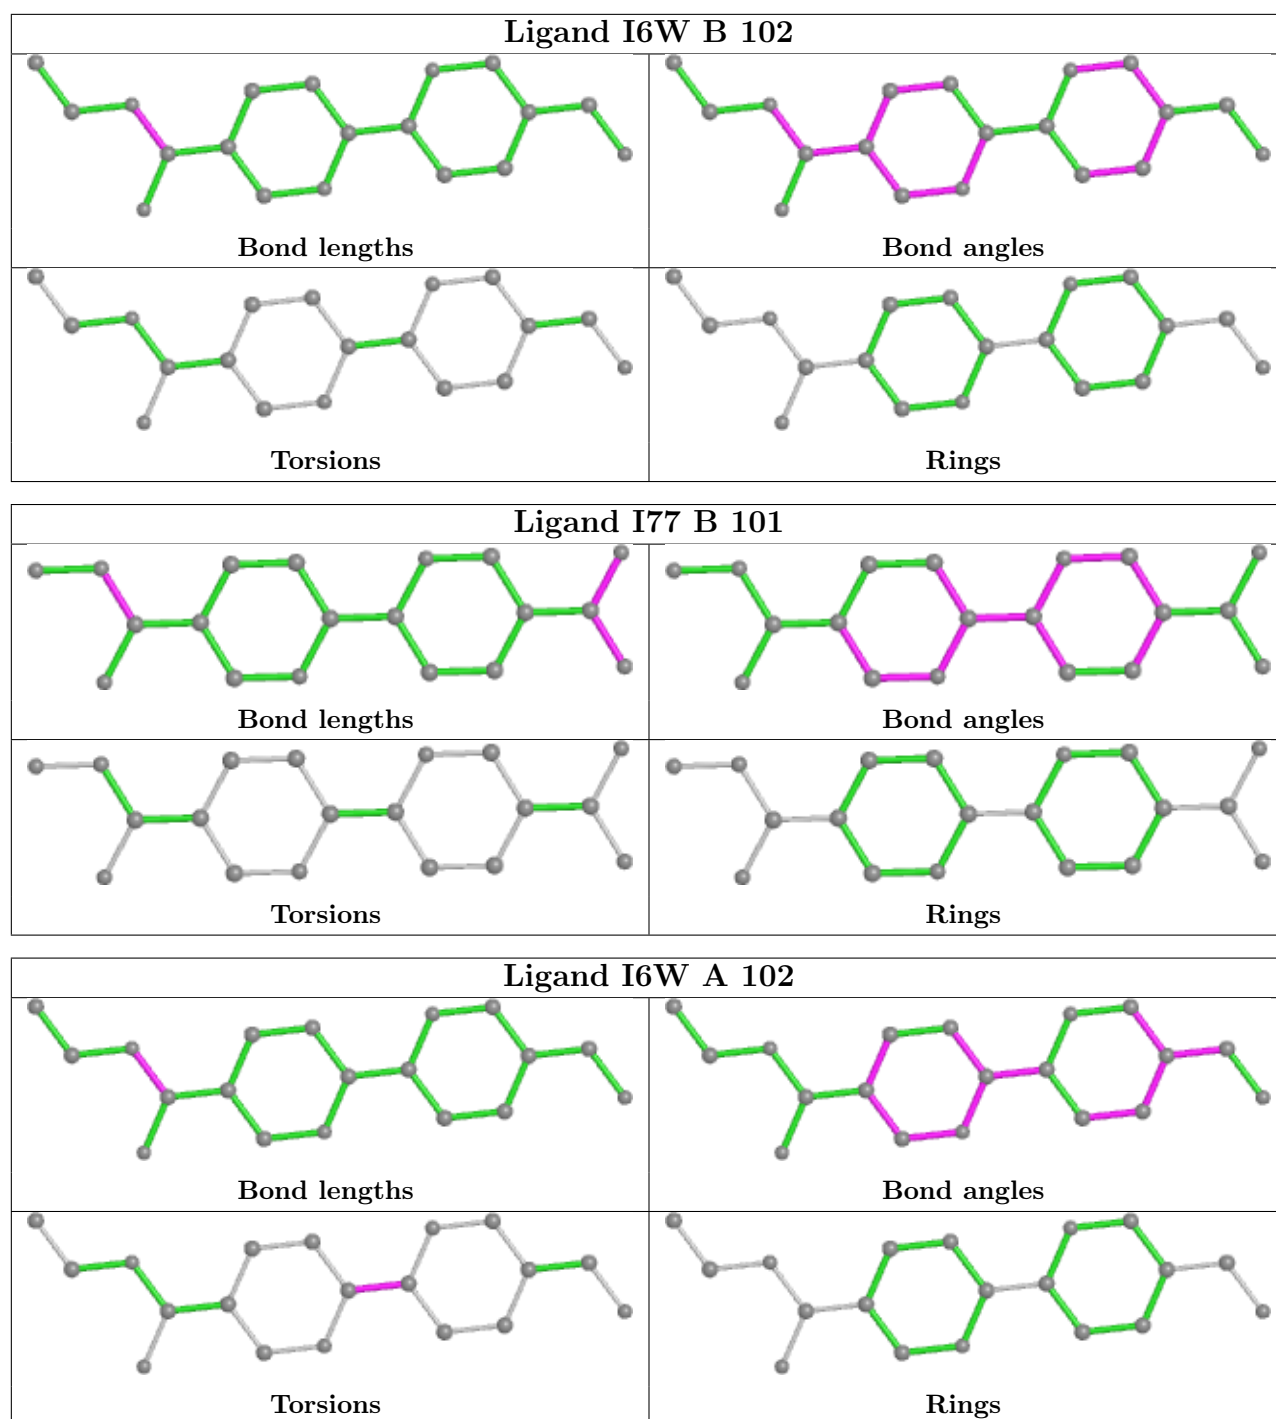 Ligand I6W B 102
Bond lengths
Bond angles
Torsions
Rings
Ligand I77 B 101
Bond lengths
Bond angles
Torsions
Rings
Ligand I6W A 102
Bond lengths
Bond angles
Torsions
Rings